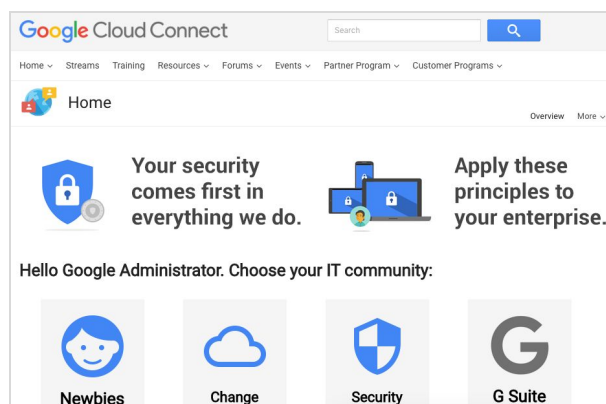 Google Cloud Connect
Search
Home Streams Training Resources Forums Events Partner Program Customer Programs
Home
Overview More
Your security
comes first in
everything we do.
Apply these
principles to
your enterprise.
Hello Google Administrator. Choose your IT community:
G
Newbies Change Security G Suite